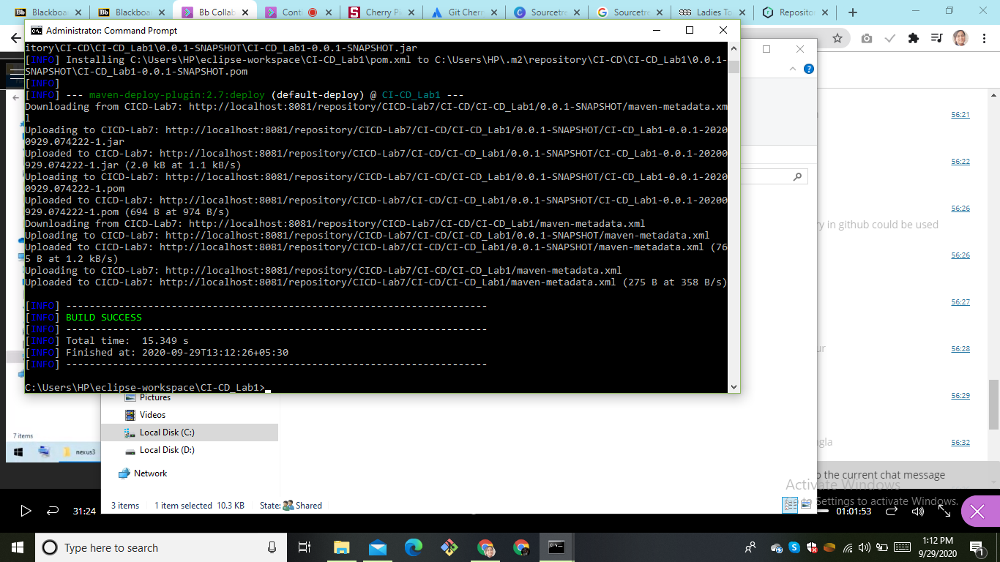 Blackboa
Blackboa
Bb Collab
Conti
Cherry Pi
Git Cherr
Sourcetre
Sourcetre
Ladies To
Reposito
Administrator: Command Prompt
itory\CI-CD\CI-CD_Lab1\0.0.1-SNAPSHOT\CI-CD_Lab1-0.0.1-SNAPSHOT.jar
[INFO] Installing C:\Users\HP\eclipse-workspace\CI-CD_Lab1\pom.xml to C:\Users\HP\.m2\repository\CI-CD\CI-CD_Lab1\0.0.1-
SNAPSHOT\CI-CD_Lab1-0.0.1-SNAPSHOT.pom
[INFO]
[INFO] --- maven-deploy-plugin:2.7:deploy (default-deploy) @ CI-CD_Lab1 ---
Downloading from CICD-Lab7: http://localhost:8081/repository/CICD-Lab7/CI-CD/CI-CD_Lab1/0.0.1-SNAPSHOT/maven-metadata.xm
l
Uploading to CICD-Lab7: http://localhost:8081/repository/CICD-Lab7/CI-CD/CI-CD_Lab1/0.0.1-SNAPSHOT/CI-CD_Lab1-0.0.1-2020
0929.074222-1.jar
Uploaded to CICD-Lab7: http://localhost:8081/repository/CICD-Lab7/CI-CD/CI-CD_Lab1/0.0.1-SNAPSHOT/CI-CD_Lab1-0.0.1-20200
929.074222-1.jar (2.0 kB at 1.1 kB/s)
Uploading to CICD-Lab7: http://localhost:8081/repository/CICD-Lab7/CI-CD/CI-CD_Lab1/0.0.1-SNAPSHOT/CI-CD_Lab1-0.0.1-2020
0929.074222-1.pom
Uploaded to CICD-Lab7: http://localhost:8081/repository/CICD-Lab7/CI-CD/CI-CD_Lab1/0.0.1-SNAPSHOT/CI-CD_Lab1-0.0.1-20200
929.074222-1.pom (694 B at 974 B/s)
Downloading from CICD-Lab7: http://localhost:8081/repository/CICD-Lab7/CI-CD/CI-CD_Lab1/maven-metadata.xml
Uploading to CICD-Lab7: http://localhost:8081/repository/CICD-Lab7/CI-CD/CI-CD_Lab1/0.0.1-SNAPSHOT/maven-metadata.xml
Uploaded to CICD-Lab7: http://localhost:8081/repository/CICD-Lab7/CI-CD/CI-CD_Lab1/0.0.1-SNAPSHOT/maven-metadata.xml (76
5 B at 1.2 kB/s)
Uploading to CICD-Lab7: http://localhost:8081/repository/CICD-Lab7/CI-CD/CI-CD_Lab1/maven-metadata.xml
Uploaded to CICD-Lab7: http://localhost:8081/repository/CICD-Lab7/CI-CD/CI-CD_Lab1/maven-metadata.xml (275 B at 358 B/s)
[INFO] ------------------------------------------------------------------------
[INFO] BUILD SUCCESS
[INFO] ------------------------------------------------------------------------
[INFO] Total time:  15.349 s
[INFO] Finished at: 2020-09-29T13:12:26+05:30
[INFO] ------------------------------------------------------------------------
C:\Users\HP\eclipse-workspace\CI-CD_Lab1>
56:21
56:22
56:26
ry in github could be used
56:26
56:27
ur
56:28
56:29
ngla
56:32
o the current chat message
Pictures
Videos
Local Disk (C:)
Local Disk (D:)
Network
7 items
nexus3
3 items
1 item selected 10.3 KB
State: Shared
Activate Windows
to Settings to activate Windows.
31:24
01:01:53
Type here to search
1:12 PM
9/29/2020
1